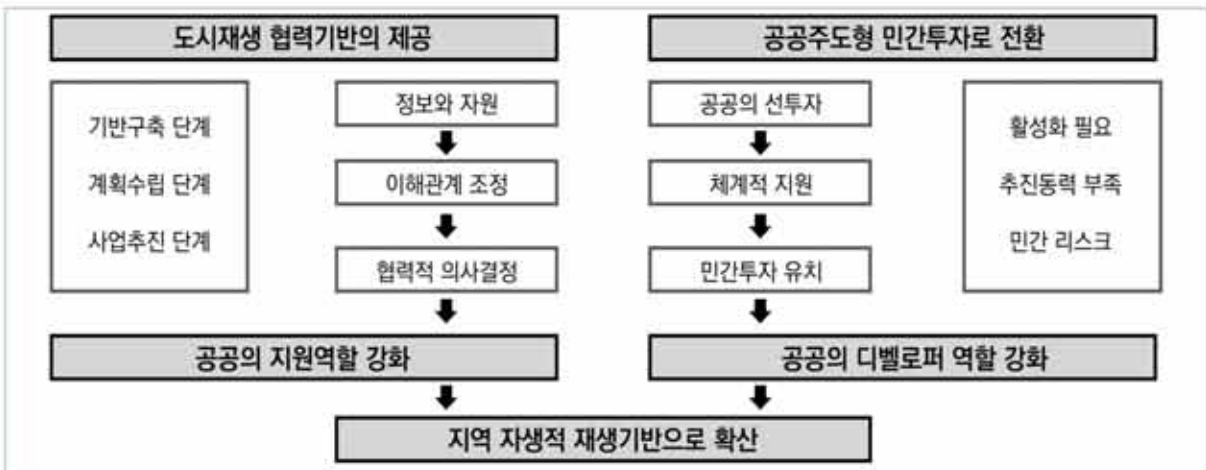 도시재생 협력기반의 제공
기반구축 단계
계획수립 단계
사업추진 단계
정보와 자원
이해관계 조정
협력적 의사결정
공공의 지원역할 강화
공공주도형 민간투자로 전환
공공의 선투자
체계적 지원
민간투자 유치
활성화 필요
추진동력 부족
민간 리스크
공공의 디벨로퍼 역할 강화
지역 자생적 재생기반으로 확산